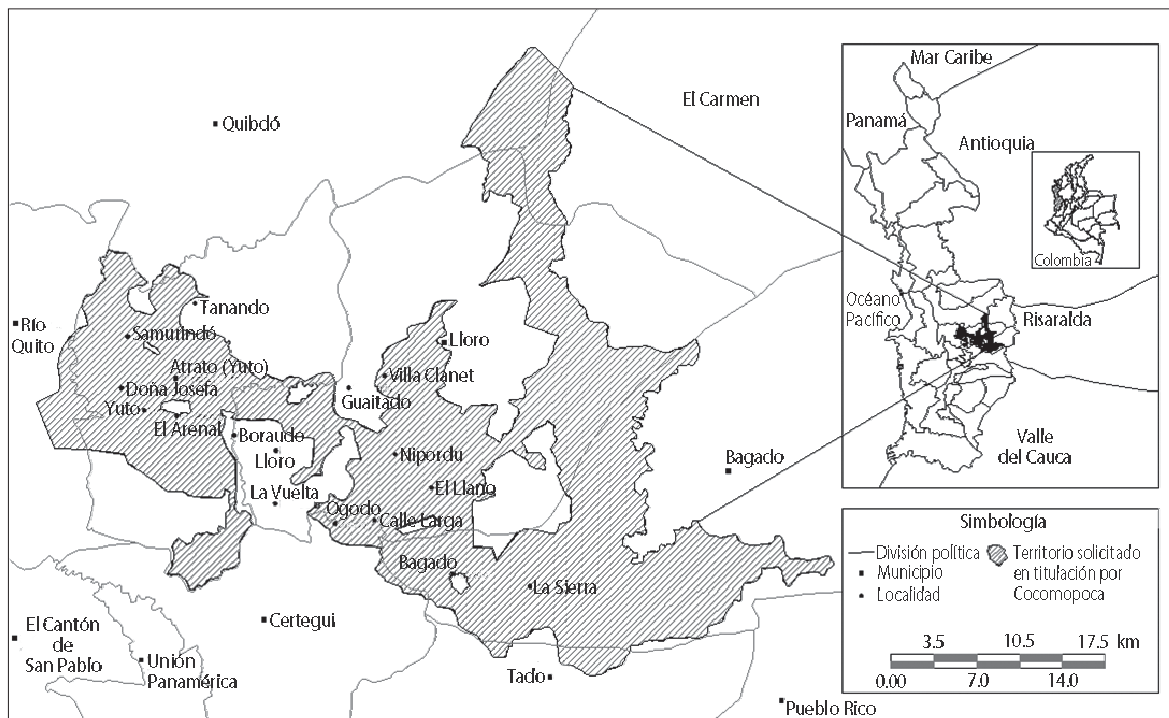 Quibdó
El Carmen
Tanando
Río
Quito
Samurindó
Lloro
Atrato (Yuto)
Villa Clanet
Doña Josefa
Guaitado
Yuto
El Arenal
Boraudo
Lloro
Nipordu
Bagado
La Vuelta
El Llano
Ogodo
Calle Larga
Bagado
La Sierra
Certegui
El Cantón
de
San Pablo
Unión
Panamérica
Tado
Pueblo Rico
Mar Caribe
Panamá
Antioquia
Colombia
Océano
Pacífico
Risaralda
Valle
del Cauca
Simbología
División política
Municipio
Localidad
Territorio solicitado
en titulación por
Cocomopoca
3.5 10.5 17.5 km
0.00 7.0 14.0